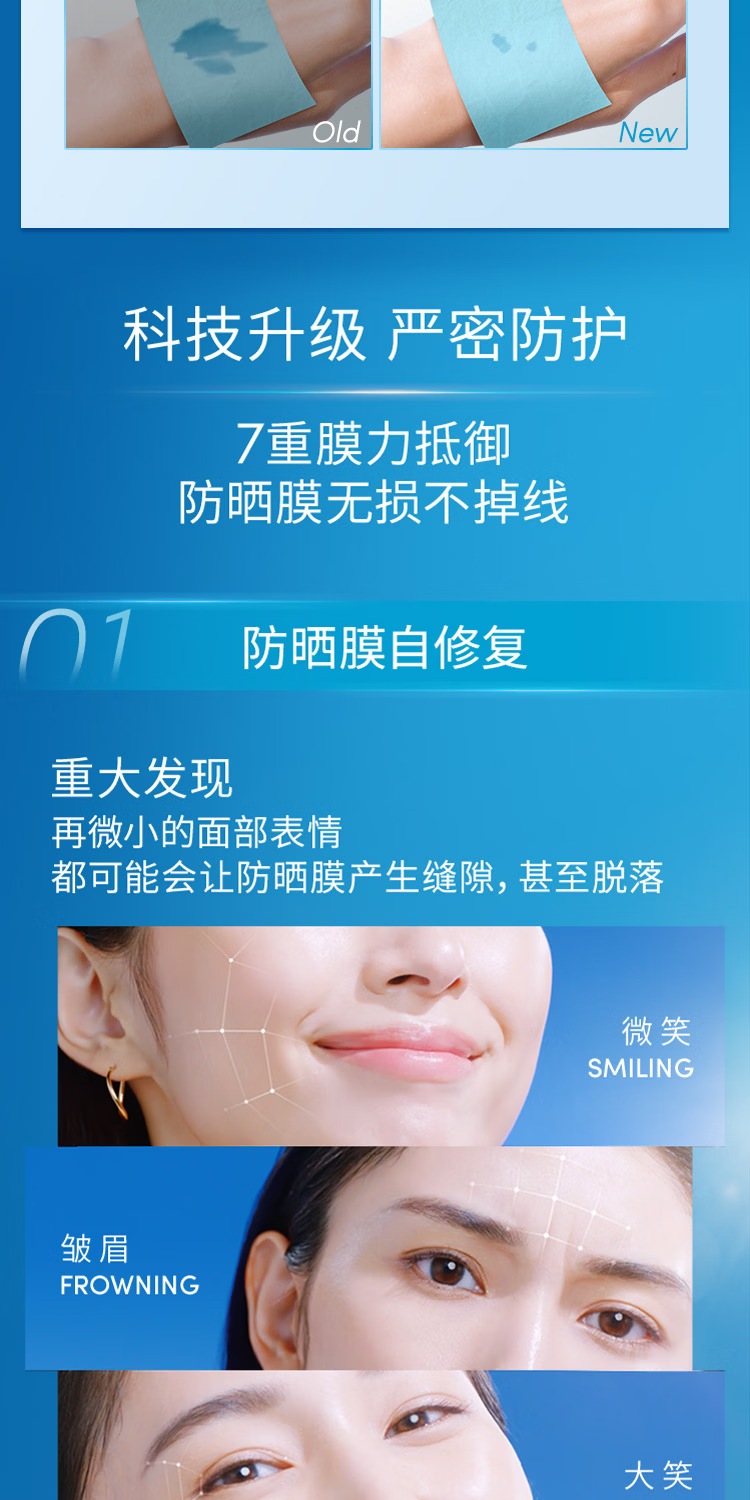 Old
New
科技升级 严密防护
7重膜力抵御
防晒膜无损不掉线
01
防晒膜自修复
重大发现
再微小的面部表情
都可能会让防晒膜产生缝隙，甚至脱落
微笑
SMILING
皱眉
FROWNING
大笑